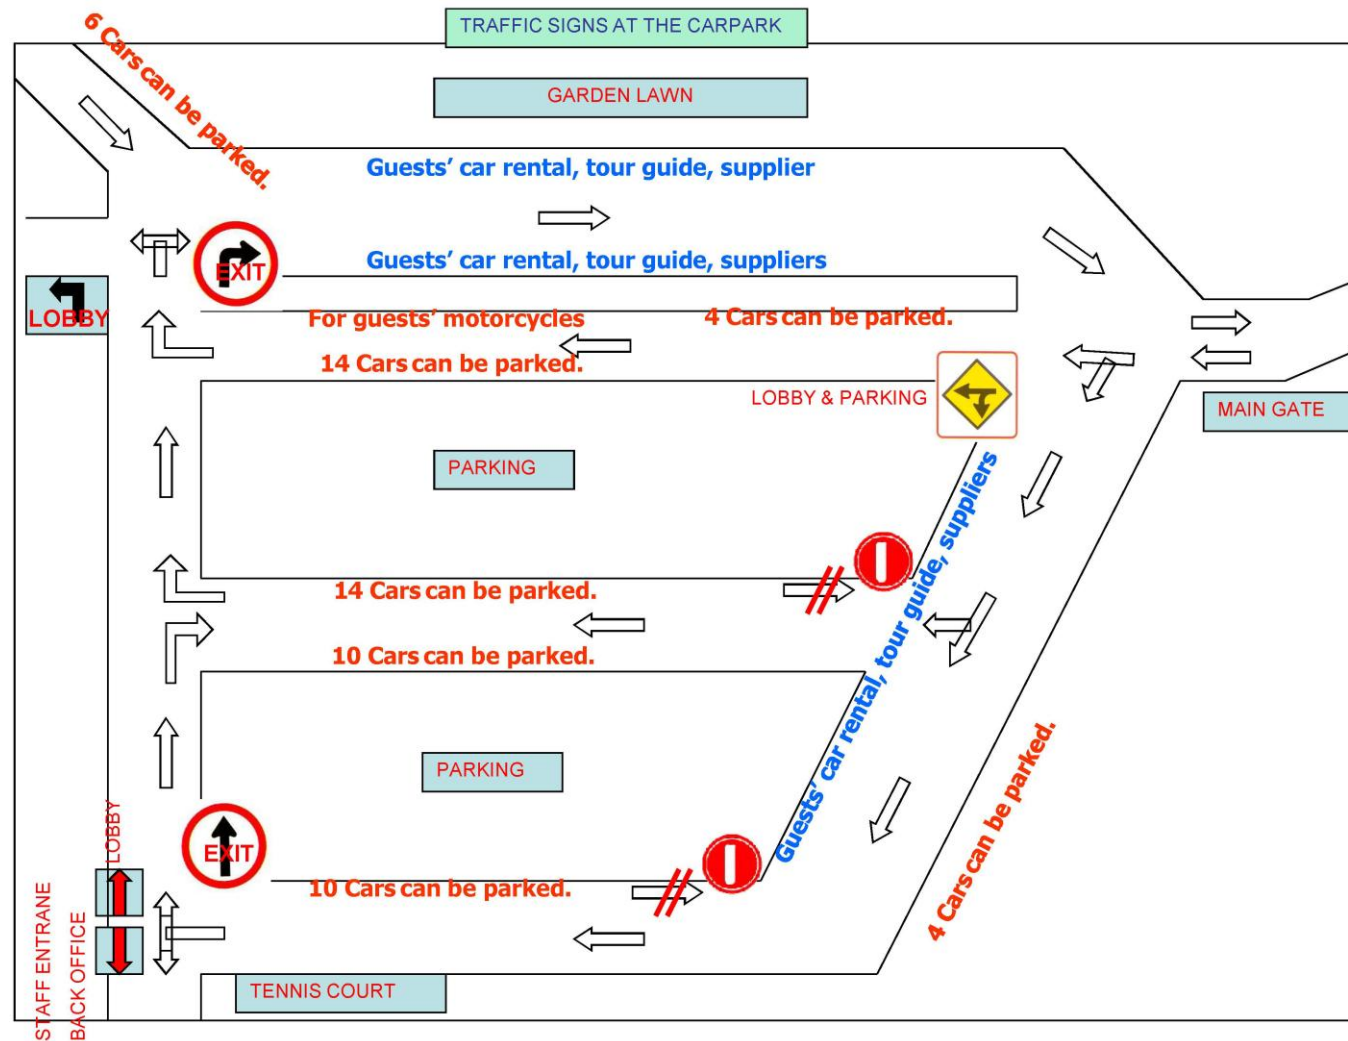 TRAFFIC SIGNS AT THE CARPARK
6 Cars can be parked.
GARDEN LAWN
Guests' car rental, tour guide, supplier
EXIT
Guests' car rental, tour guide, suppliers
LOBBY
For guests' motorcycles
4 Cars can be parked.
14 Cars can be parked.
LOBBY & PARKING
MAIN GATE
PARKING
Guests' car rental, tour guide, suppliers
14 Cars can be parked.
10 Cars can be parked.
PARKING
4 Cars can be parked.
LOBBY
EXIT
10 Cars can be parked.
STAFF ENTRANE
BACK OFFICE
TENNIS COURT